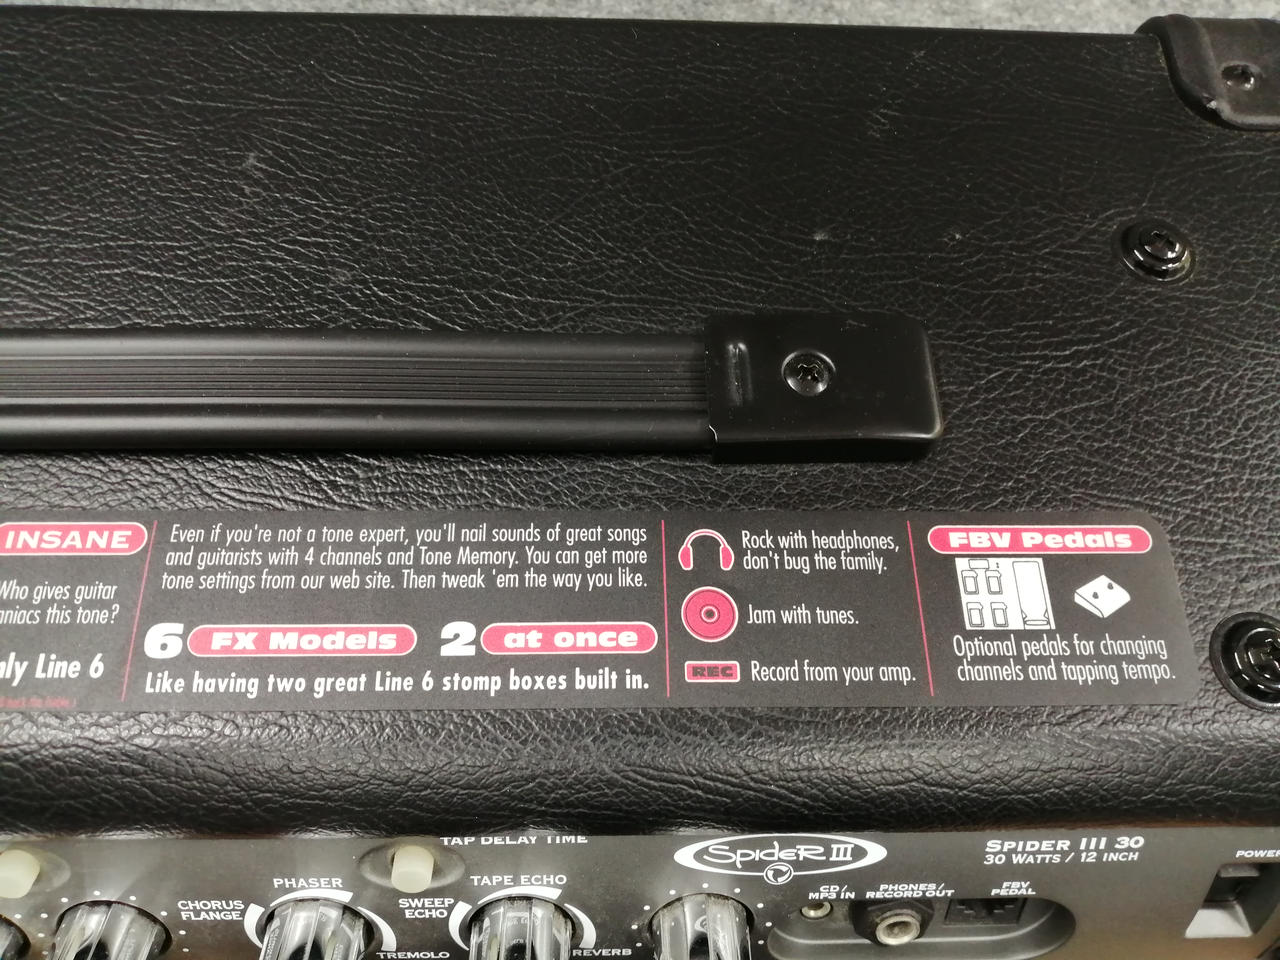 INSANE
Who gives guitar
maniacs this tone?
Only Line 6
Even if you're not a tone expert, you'll nail sounds of great songs
and guitarists with 4 channels and Tone Memory. You can get more
tone settings from our web site. Then tweak 'em the way you like.
6 FX Models 2 at once
Like having two great Line 6 stomp boxes built in.
Rock with headphones,
don't bug the family.
Jam with tunes.
REC Record from your amp.
FBV Pedals
Optional pedals for changing
channels and tapping tempo.
TAP DELAY TIME
PHASER
CHORUS
FLANGE
TREMOLO
TAPE ECHO
SWEEP
ECHO
REVERB
SPIDER III
SPIDER III 30
30 WATTS / 12 INCH
CD/
MP3 IN
PHONES/
RECORD OUT
FBV
PEDAL
POWER